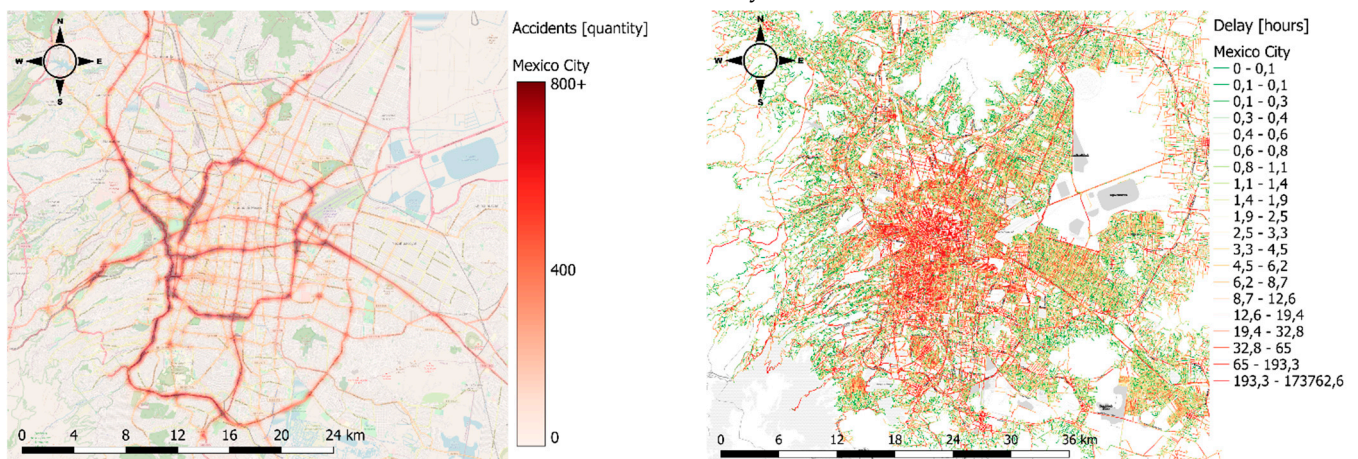 Accidents [quantity]
Mexico City
800+
400
0
N
W
E
S
0 4 8 12 16 20 24 km
Delay [hours]
Mexico City
0 - 0,1
0,1 - 0,1
0,1 - 0,3
0,3 - 0,4
0,4 - 0,6
0,6 - 0,8
0,8 - 1,1
1,1 - 1,4
1,4 - 1,9
1,9 - 2,5
2,5 - 3,3
3,3 - 4,5
4,5 - 6,2
6,2 - 8,7
8,7 - 12,6
12,6 - 19,4
19,4 - 32,8
32,8 - 65
65 - 193,3
193,3 - 173762,6
N
W
E
S
0 6 12 18 24 30 36 km